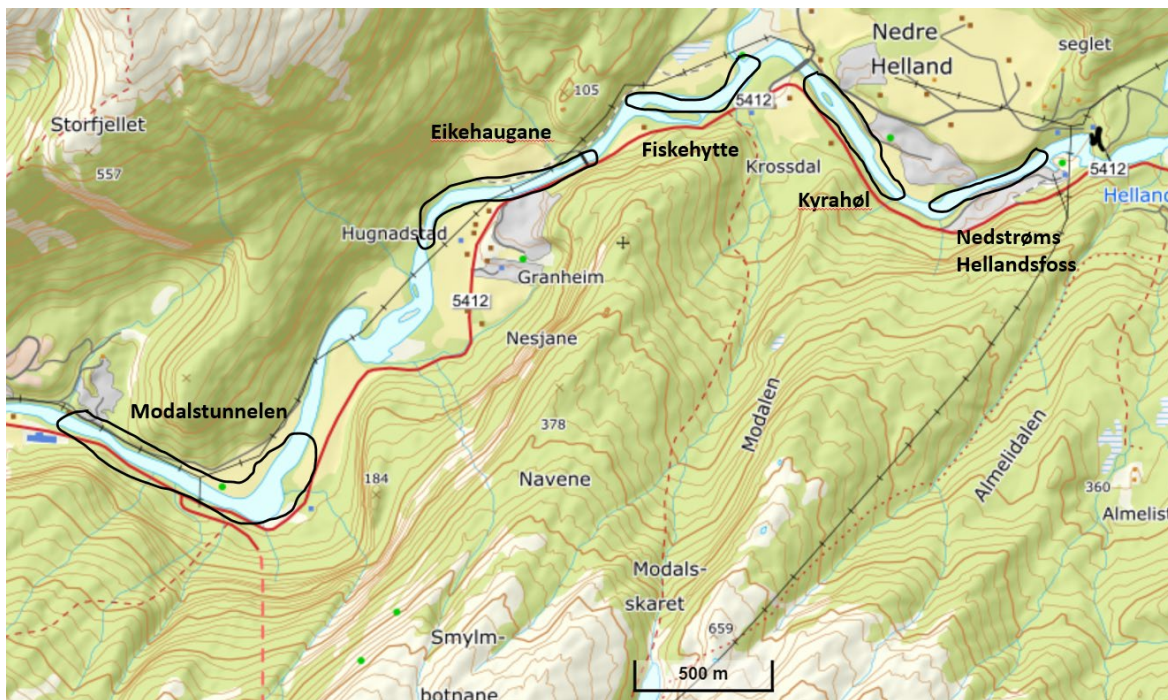 Nedre
Helland
seglet
Storfjellet
105
5412
Eikehaugane
Fiskehytte
5412
557
Krossdal
Helland
Kyrahøl
Hugnadstad
Nedstrøms
Hellandsfoss
Granheim
5412
Nesjane
Modalstunnelen
Modalen
378
Almelidalen
184
Navene
360
Almelist
Modals-
skaret
659
Smylm-
botnane
500 m